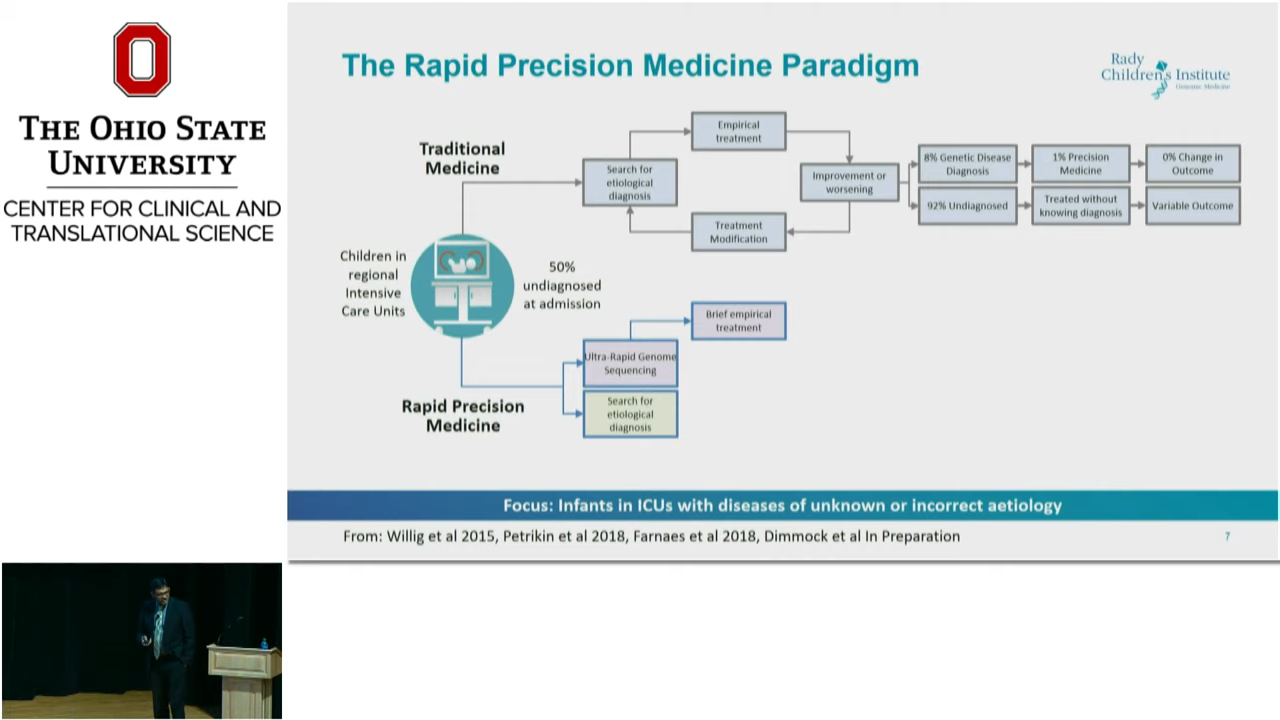 THE OHIO STATE
UNIVERSITY
CENTER FOR CLINICAL AND
TRANSLATIONAL SCIENCE
The Rapid Precision Medicine Paradigm
Rady
Children's Institute
Genomic Medicine
Traditional
Medicine
Search for
etiological
diagnosis
Empirical
treatment
Improvement or
worsening
Treatment
Modification
8% Genetic Disease
Diagnosis
1% Precision
Medicine
0% Change in
Outcome
92% Undiagnosed
Treated without
knowing diagnosis
Variable Outcome
Children in
regional
Intensive
Care Units
50%
undiagnosed
at admission
Brief empirical
treatment
Ultra-Rapid Genome
Sequencing
Search for
etiological
diagnosis
Rapid Precision
Medicine
Focus: Infants in ICUs with diseases of unknown or incorrect aetiology
From: Willig et al 2015, Petrikin et al 2018, Farnaes et al 2018, Dimmock et al In Preparation
7